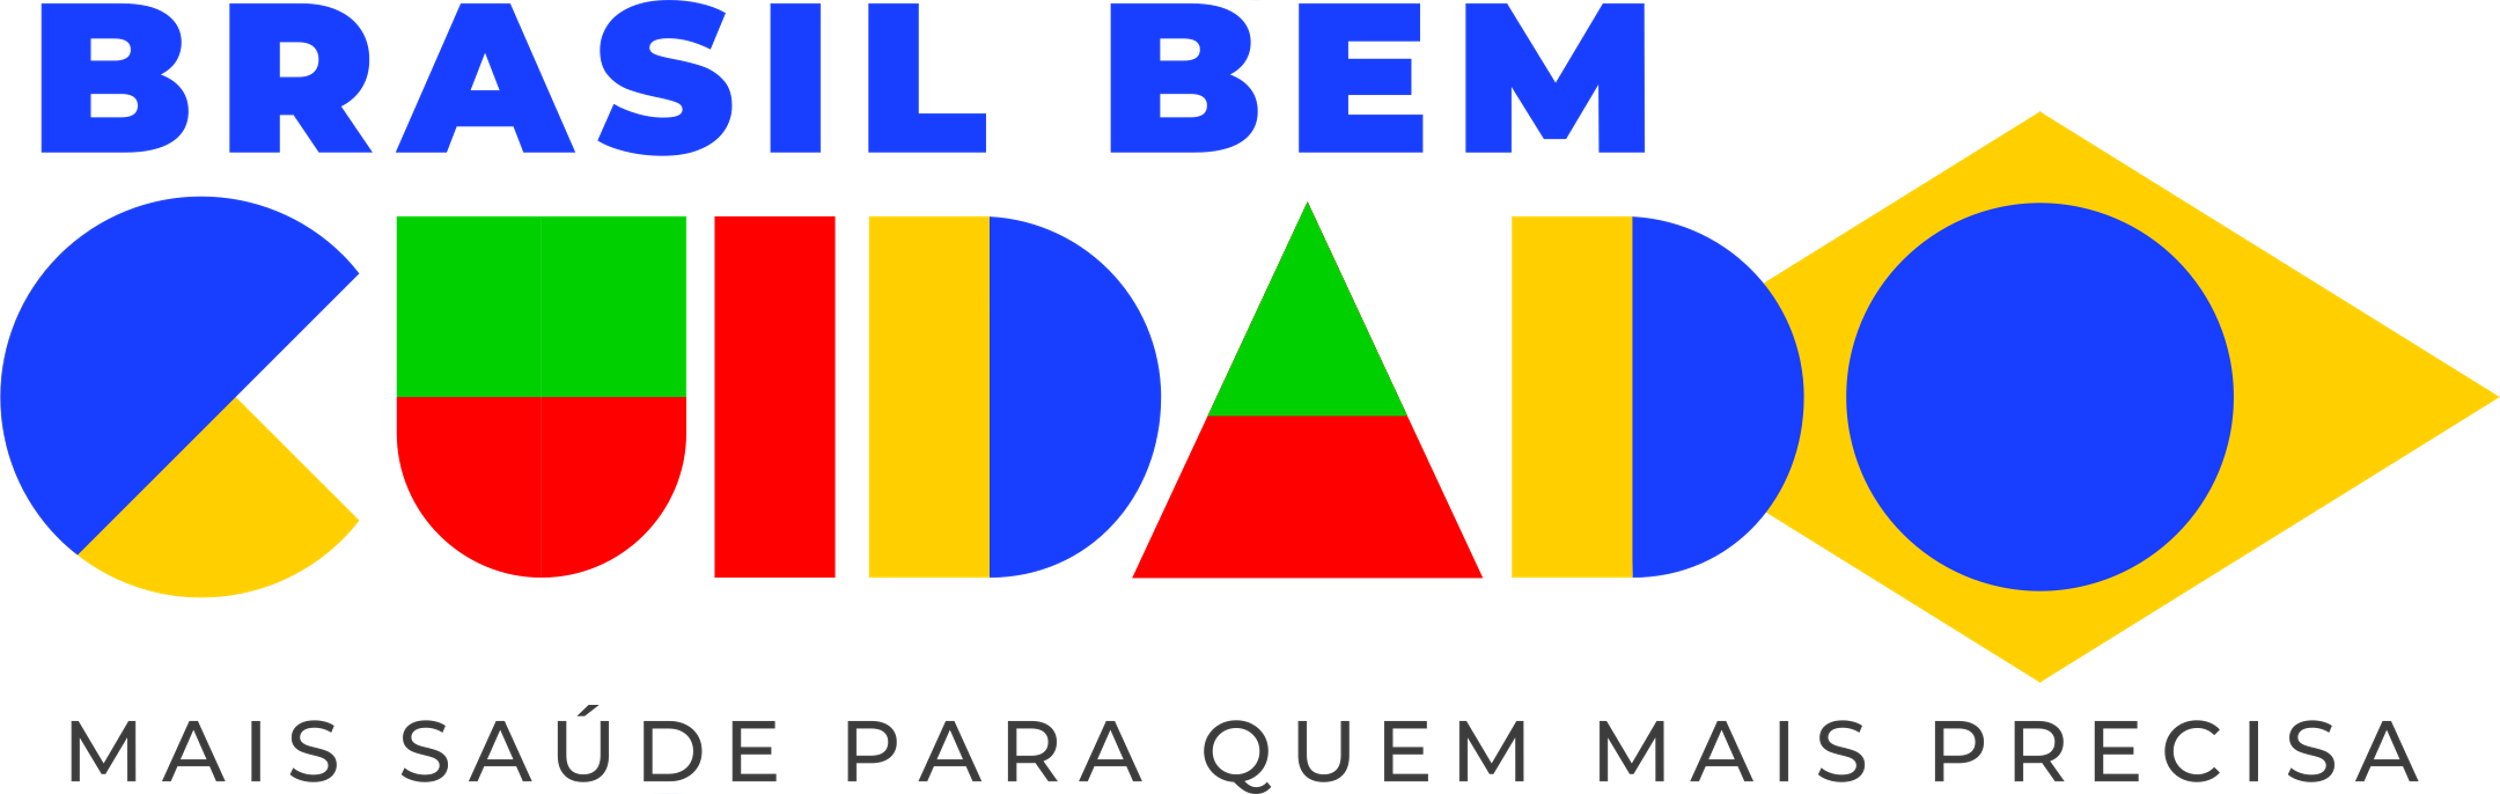 BRASIL BEM
CUIDADO
MAIS SAÚDE PARA QUEM MAIS PRECISA